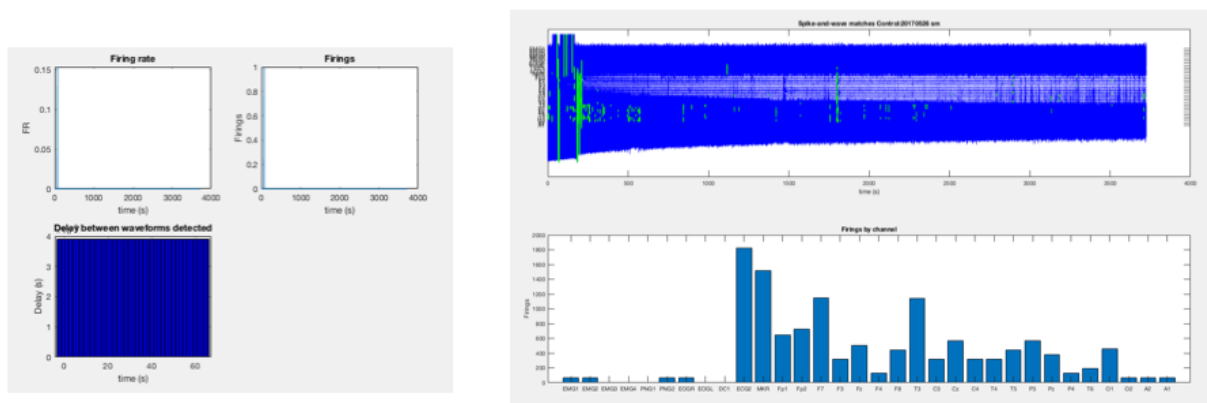 Firing rate
Firings
0.15
0.1
0.05
0
FR
0 1000 2000 3000 4000
time (s)
1
0.8
0.6
0.4
0.2
0
Firings
0 1000 2000 3000 4000
time (s)
Delay between waveforms detected
4
3
2
1
0
Delay (s)
0 20 40 60
time (s)
Spike-and-wave matches Control-20170526 sm
0 500 1000 1500 2000 2500 3000 3500 4000
time (s)
Firings by channel
2000
1800
1600
1400
1200
1000
800
600
400
200
0
Firings
EMG1 EMG2 EMG3 EMG4 PNG1 PNG2 EOGR EOGL DC1 ECG2 MKR Fp1 Fp2 F7 F3 Fz F4 F8 T3 C3 Cz C4 T4 T5 P3 Pz P4 T6 O1 O2 A2 A1